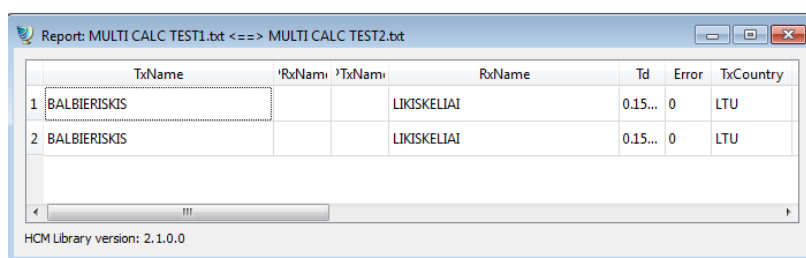 Report: MULTI CALC TEST1.txt <==> MULTI CALC TEST2.txt
TxName RxName Td Error TxCountry
1 BALBIERISKIS LIKISKELIAI 0.15... 0 LTU
2 BALBIERISKIS LIKISKELIAI 0.15... 0 LTU
HCM Library version: 2.1.0.0